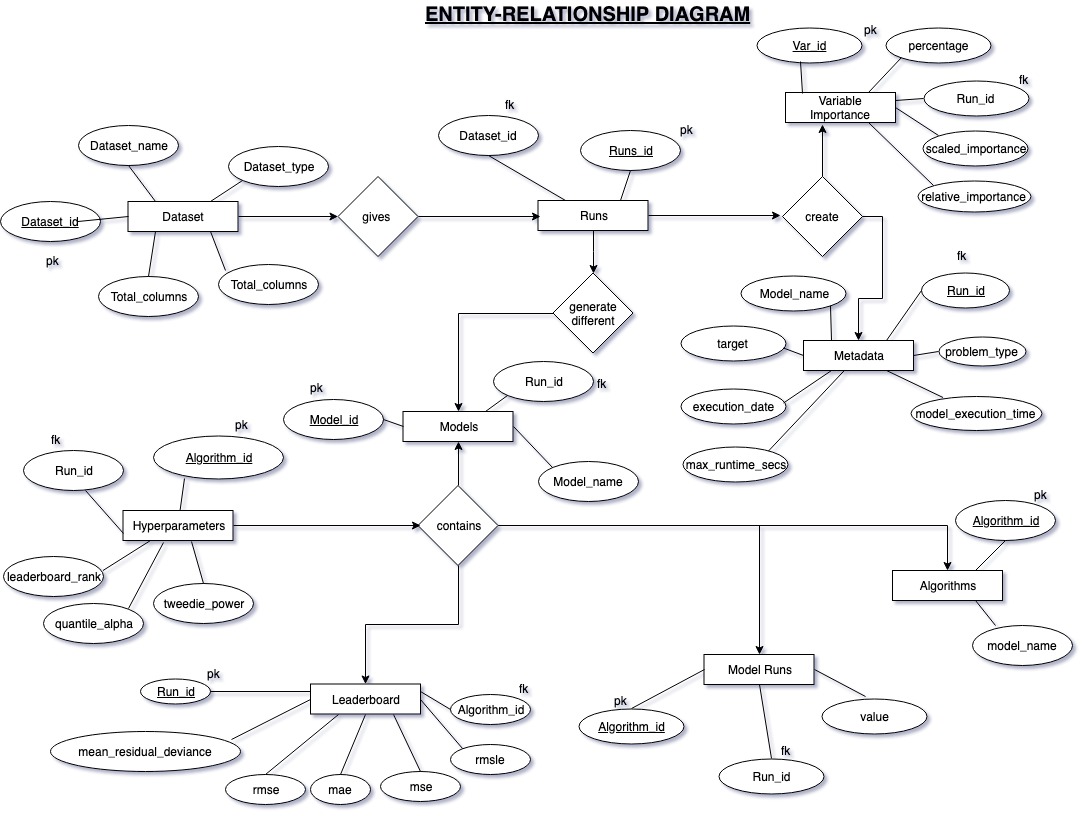 ENTITY-RELATIONSHIP DIAGRAM
Var_id
pk
percentage
fk
Run_id
Variable
Importance
scaled_importance
relative_importance
fk
Dataset_id
pk
Runs_id
Dataset_name
Dataset_type
Dataset_id
pk
Dataset
Total_columns
Total_columns
gives
Runs
create
generate
different
fk
Run_id
Model_name
target
Metadata
problem_type
execution_date
model_execution_time
max_runtime_secs
pk
Model_id
Run_id
fk
Models
Model_name
fk
Run_id
pk
Algorithm_id
Hyperparameters
contains
leaderboard_rank
quantile_alpha
tweedie_power
pk
Algorithm_id
Algorithms
model_name
pk
Run_id
Leaderboard
fk
Algorithm_id
mean_residual_deviance
rmse
mae
mse
rmsle
Model Runs
pk
Algorithm_id
value
fk
Run_id